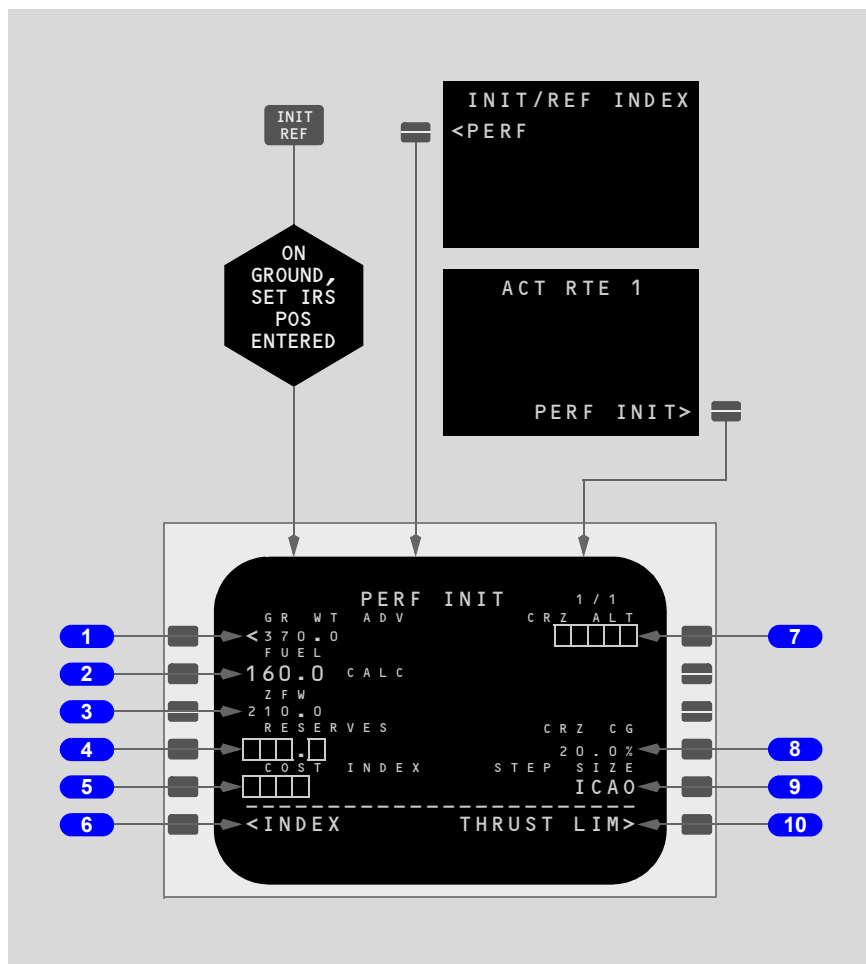 INIT/REF INDEX
<PERF
INIT
REF
ON
GROUND,
SET IRS
POS
ENTERED
ACT RTE 1
PERF INIT>
PERF INIT 1/1
GR WT ADV CRZ ALT
1 <370.0 7
FUEL
2 160.0 CALC
ZFW
3 210.0
RESERVES CRZ CG
4 . 20.0% 8
COST INDEX STEP SIZE
5 ICAO 9
6 <INDEX THRUST LIM> 10